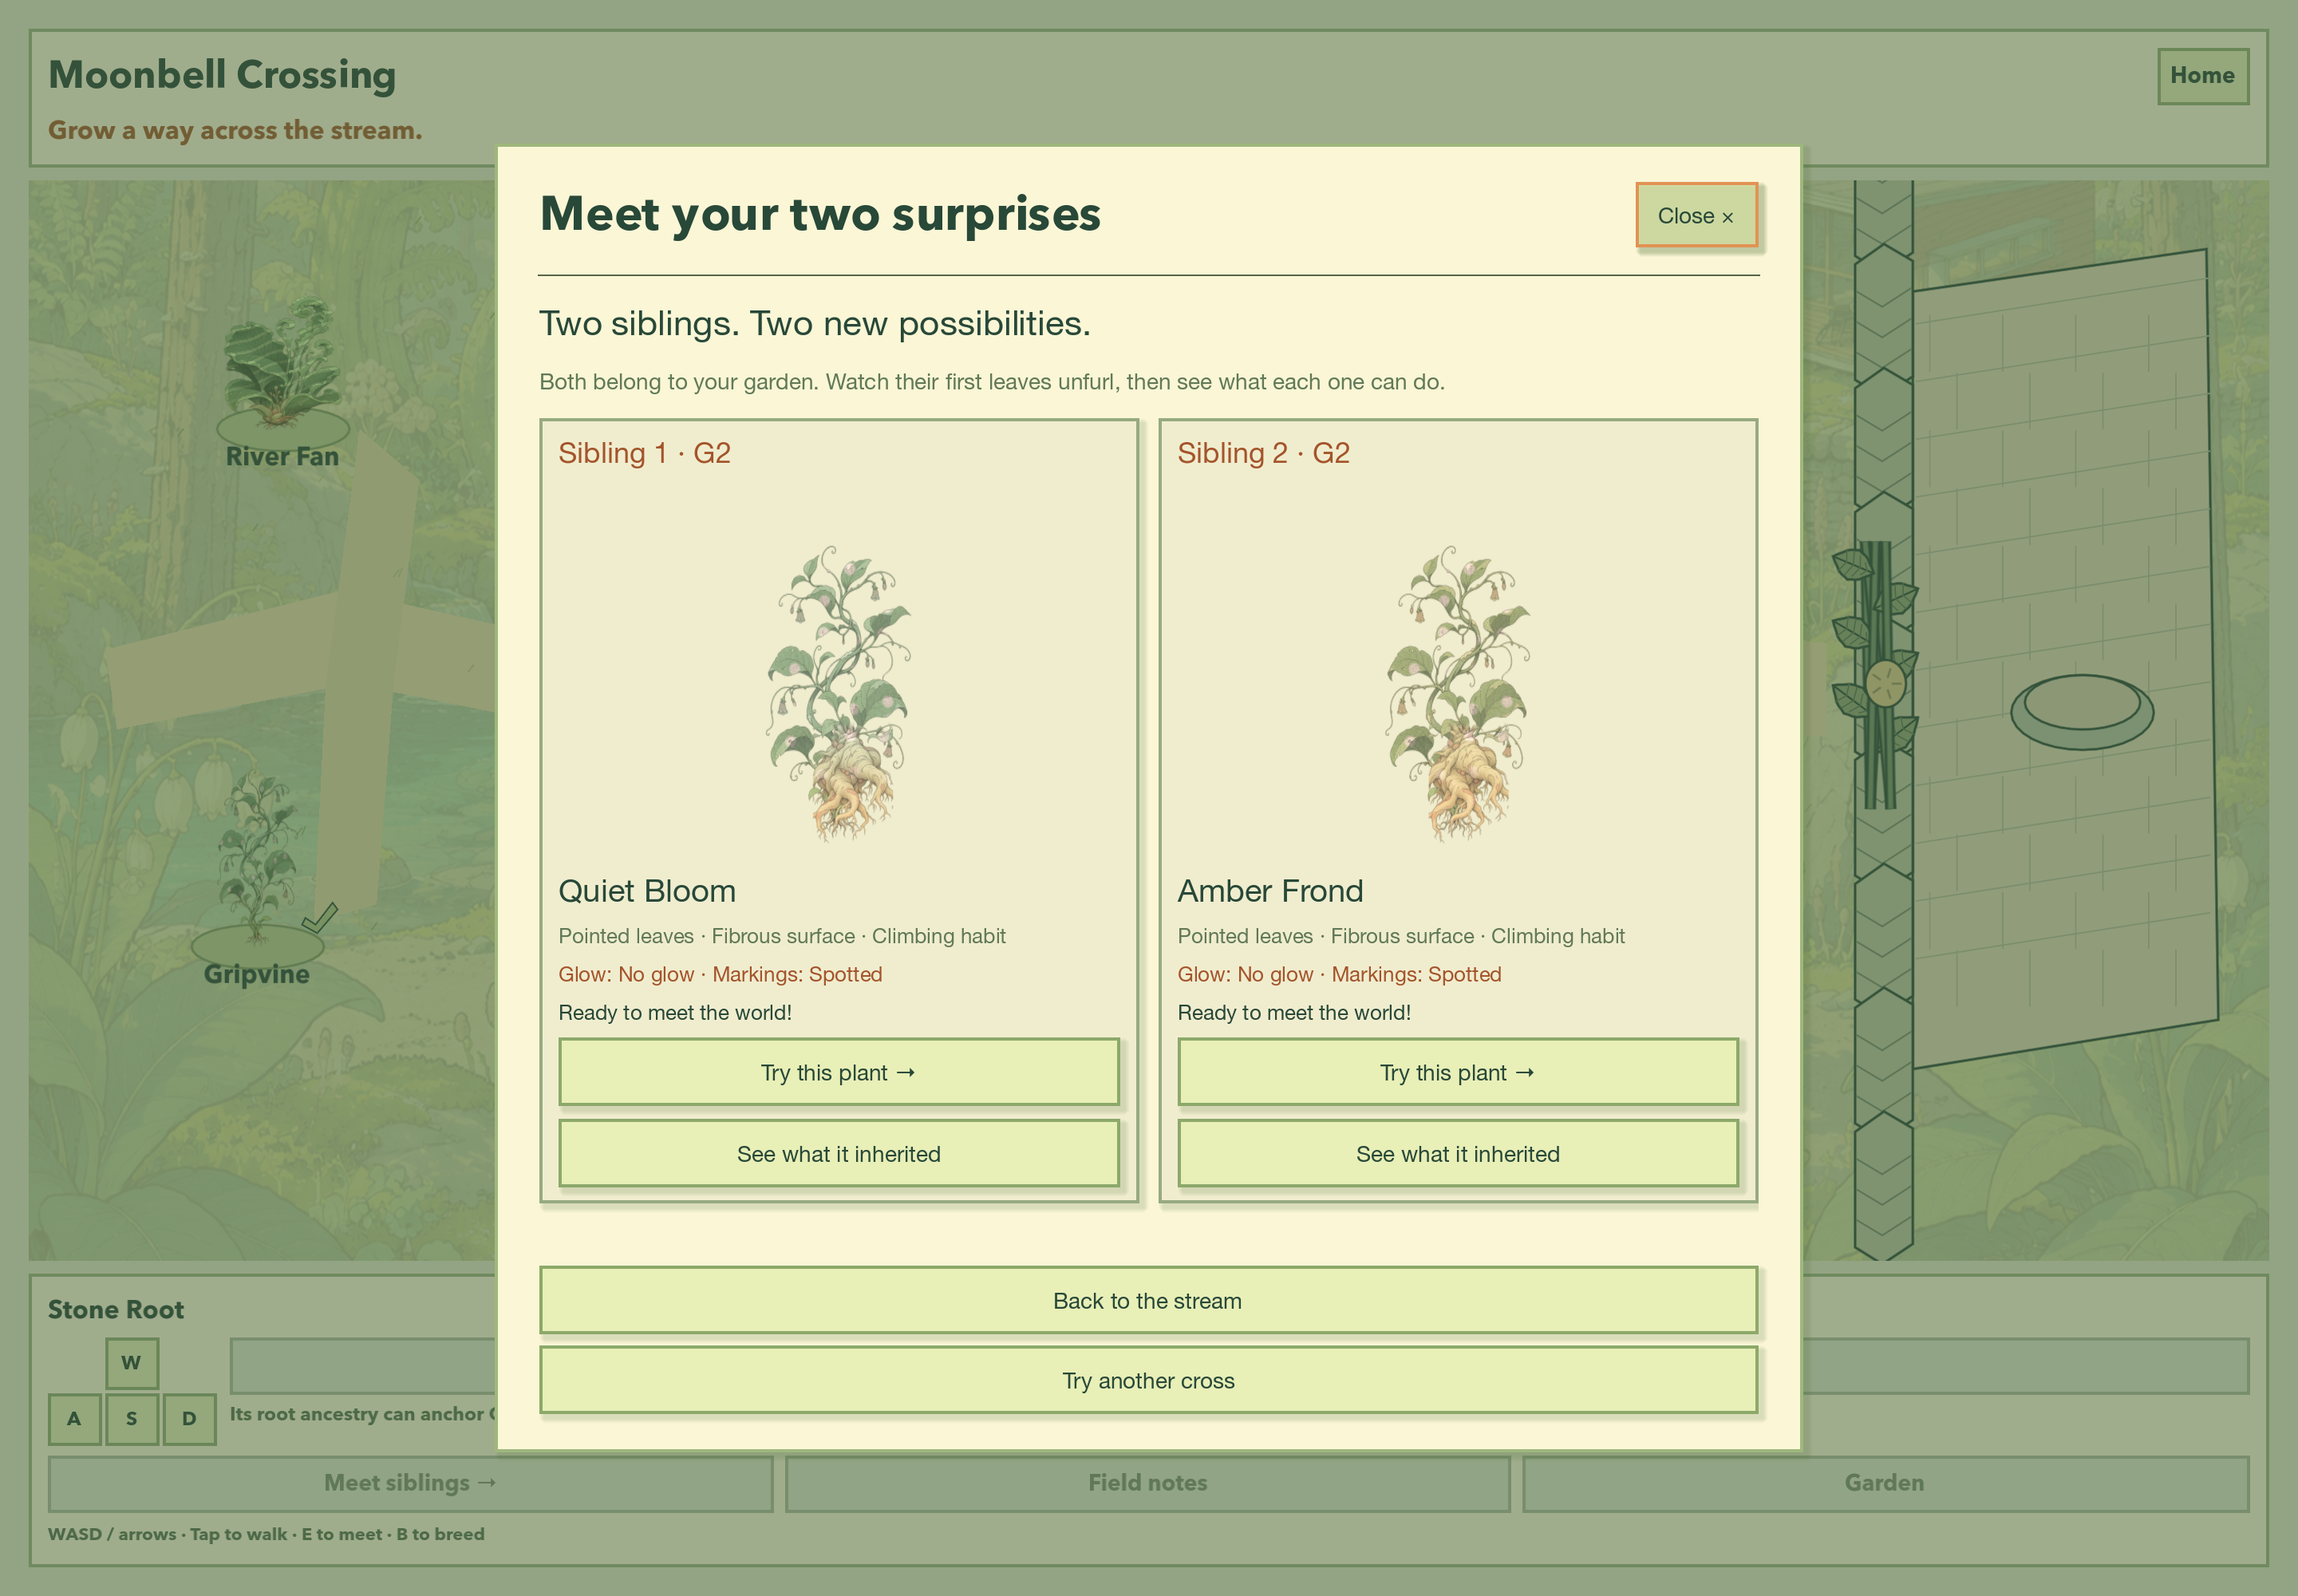 Moonbell Crossing
Home
Grow a way across the stream.
Meet your two surprises
Close ×
Two siblings. Two new possibilities.
Both belong to your garden. Watch their first leaves unfurl, then see what each one can do.
Sibling 1 · G2
Sibling 2 · G2
River Fan
Gripvine
Quiet Bloom
Amber Frond
Pointed leaves · Fibrous surface · Climbing habit
Pointed leaves · Fibrous surface · Climbing habit
Glow: No glow · Markings: Spotted
Glow: No glow · Markings: Spotted
Ready to meet the world!
Ready to meet the world!
Try this plant →
Try this plant →
See what it inherited
See what it inherited
Back to the stream
Try another cross
Stone Root
W
A S D
Its root ancestry can anchor
Meet siblings →
Field notes
Garden
WASD / arrows · Tap to walk · E to meet · B to breed